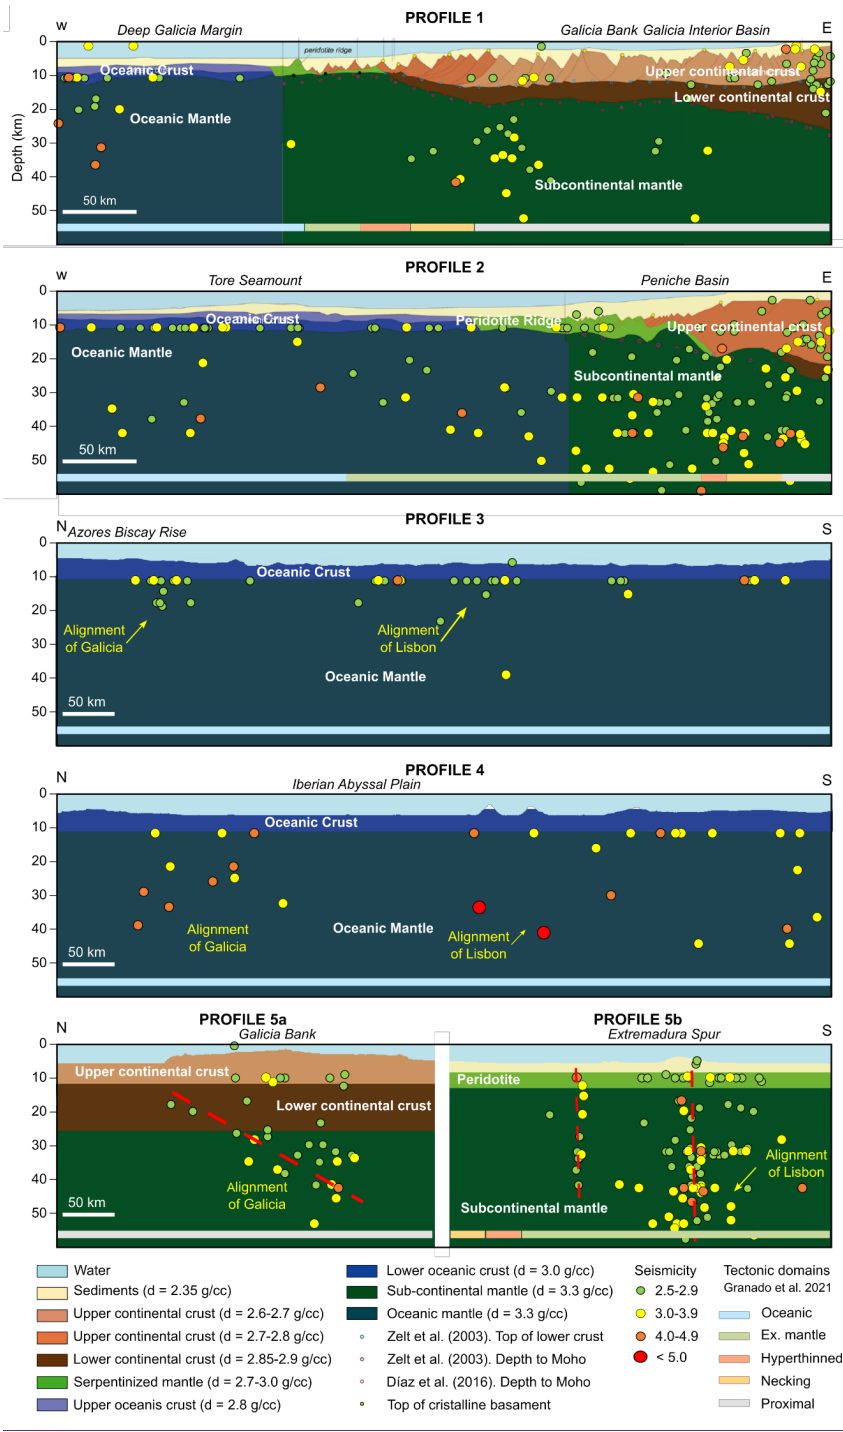 PROFILE 1
W
Deep Galicia Margin
Galicia Bank Galicia Interior Basin
E
peridotite ridge
0
10
20
30
40
50
Depth (km)
Oceanic Crust
Oceanic Mantle
Upper continental crust
Lower continental crust
Subcontinental mantle
50 km
PROFILE 2
W
Tore Seamount
Peniche Basin
E
0
10
20
30
40
50
Oceanic Crust
Peridotite Ridge
Upper continental crust
Oceanic Mantle
Subcontinental mantle
50 km
PROFILE 3
N
Azores Biscay Rise
S
0
10
20
30
40
50
Oceanic Crust
Alignment
of Galicia
Alignment
of Lisbon
Oceanic Mantle
50 km
PROFILE 4
N
Iberian Abyssal Plain
S
0
10
20
30
40
50
Oceanic Crust
Alignment
of Galicia
Oceanic Mantle
Alignment
of Lisbon
50 km
PROFILE 5a
N
Galicia Bank
0
10
20
30
40
50
Upper continental crust
Lower continental crust
Alignment
of Galicia
50 km
PROFILE 5b
Extremadura Spur
S
Peridotite
Alignment
of Lisbon
Subcontinental mantle
Water
Sediments (d = 2.35 g/cc)
Upper continental crust (d = 2.6-2.7 g/cc)
Upper continental crust (d = 2.7-2.8 g/cc)
Lower continental crust (d = 2.85-2.9 g/cc)
Serpentinized mantle (d = 2.7-3.0 g/cc)
Upper oceanis crust (d = 2.8 g/cc)
Lower oceanic crust (d = 3.0 g/cc)
Sub-continental mantle (d = 3.3 g/cc)
Oceanic mantle (d = 3.3 g/cc)
Zelt et al. (2003). Top of lower crust
Zelt et al. (2003). Depth to Moho
Díaz et al. (2016). Depth to Moho
Top of cristalline basament
Seismicity
2.5-2.9
3.0-3.9
4.0-4.9
< 5.0
Tectonic domains
Granado et al. 2021
Oceanic
Ex. mantle
Hyperthinned
Necking
Proximal